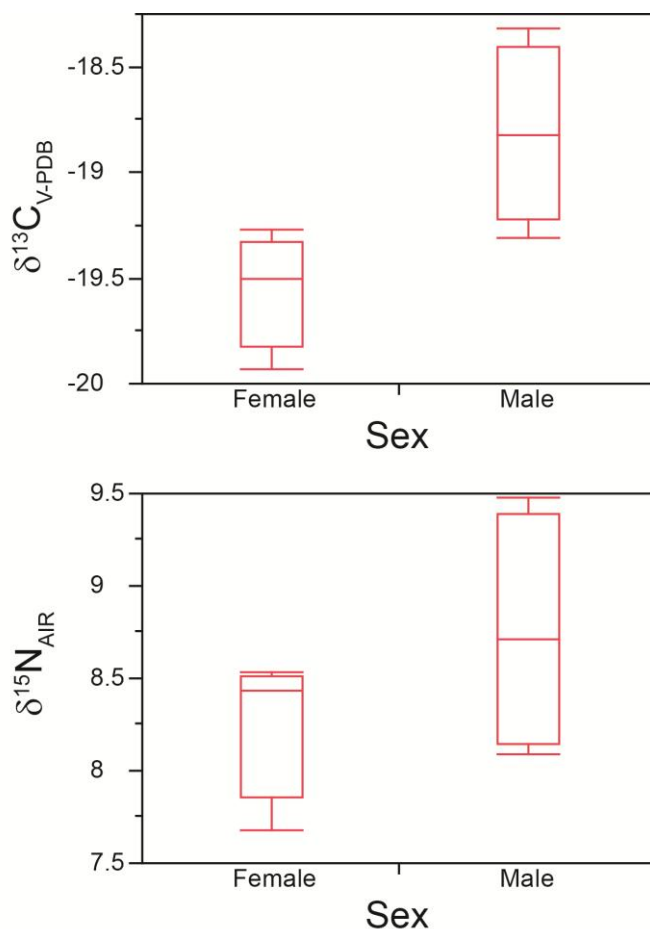 -18.5
-19
-19.5
-20
δ13CV-PDB
Female Male
Sex
9.5
9
8.5
8
7.5
δ15NAIR
Female Male
Sex